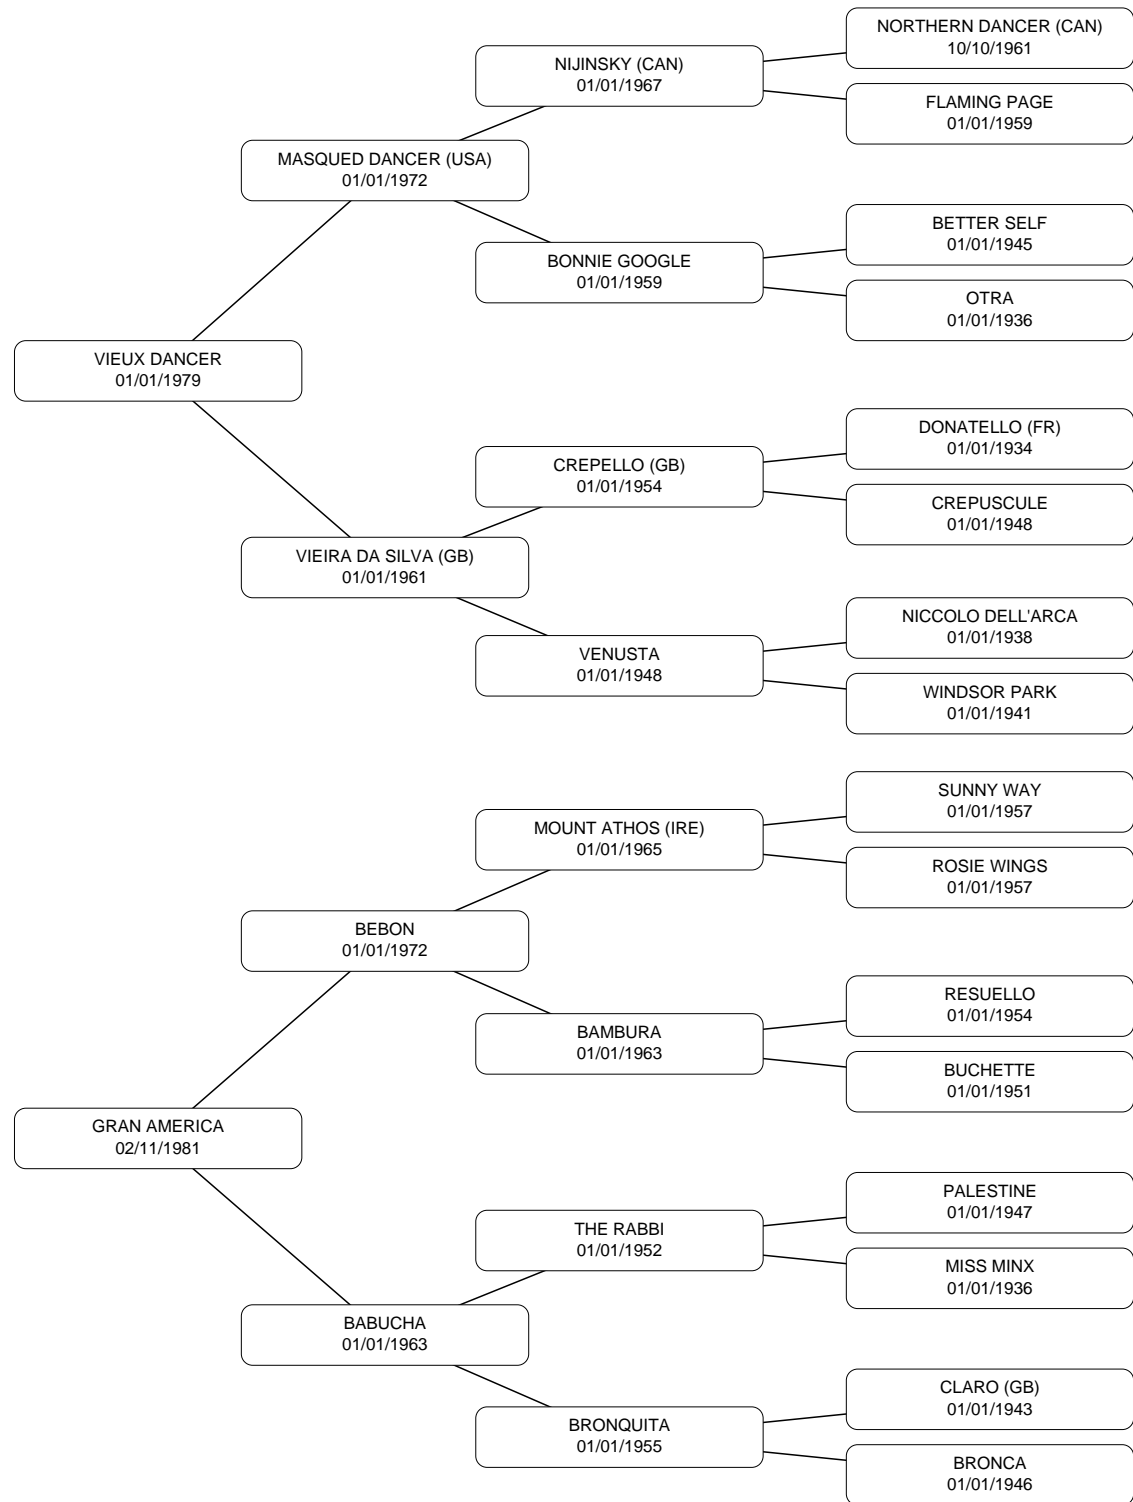 NORTHERN DANCER (CAN)
10/10/1961
NIJINSKY (CAN)
01/01/1967
FLAMING PAGE
01/01/1959
MASQUED DANCER (USA)
01/01/1972
BETTER SELF
01/01/1945
BONNIE GOOGLE
01/01/1959
OTRA
01/01/1936
VIEUX DANCER
01/01/1979
DONATELLO (FR)
01/01/1934
CREPELLO (GB)
01/01/1954
CREPUSCULE
01/01/1948
VIEIRA DA SILVA (GB)
01/01/1961
NICCOLO DELL'ARCA
01/01/1938
VENUSTA
01/01/1948
WINDSOR PARK
01/01/1941
SUNNY WAY
01/01/1957
MOUNT ATHOS (IRE)
01/01/1965
ROSIE WINGS
01/01/1957
BEBON
01/01/1972
RESUELLO
01/01/1954
BAMBURA
01/01/1963
BUCHETTE
01/01/1951
GRAN AMERICA
02/11/1981
PALESTINE
01/01/1947
THE RABBI
01/01/1952
MISS MINX
01/01/1936
BABUCHA
01/01/1963
CLARO (GB)
01/01/1943
BRONQUITA
01/01/1955
BRONCA
01/01/1946